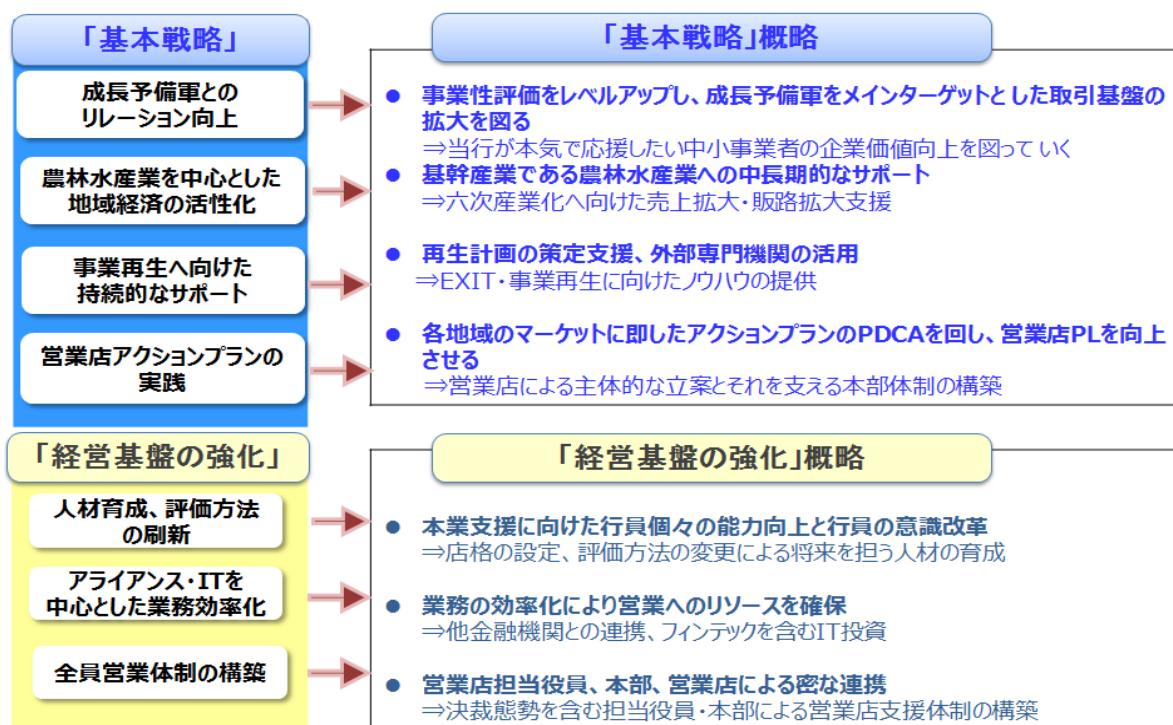 「基本戦略」
「基本戦略」概略
成長予備軍との
リレーション向上
● 事業性評価をレベルアップし、成長予備軍をメインターゲットとした取引基盤の
拡大を図る
⇒当行が本気で応援したい中小事業者の企業価値向上を図って いく
農林水産業を中心とした
地域経済の活性化
● 基幹産業である農林水産業への中長期的なサポート
⇒六次産業化へ向けた売上拡大・販路拡大支援
事業再生へ向けた
持続的なサポート
● 再生計画の策定支援、外部専門機関の活用
⇒EXIT・事業再生に向けたノウハウの提供
営業店アクションプランの
実践
● 各地域のマーケットに即したアクションプランのPDCAを回し、営業店PLを向上
させる
⇒営業店による主体的な立案とそれを支える本部体制の構築
「経営基盤の強化」
「経営基盤の強化」概略
人材育成、評価方法
の刷新
● 本業支援に向けた行員個々の能力向上と行員の意識改革
⇒店格の設定、評価方法の変更による将来を担う人材の育成
アライアンス・ITを
中心とした業務効率化
● 業務の効率化により営業へのリソースを確保
⇒他金融機関との連携、フィンテックを含むIT投資
全員営業体制の構築
● 営業店担当役員、本部、営業店による密な連携
⇒決裁態勢を含む担当役員・本部による営業店支援体制の構築